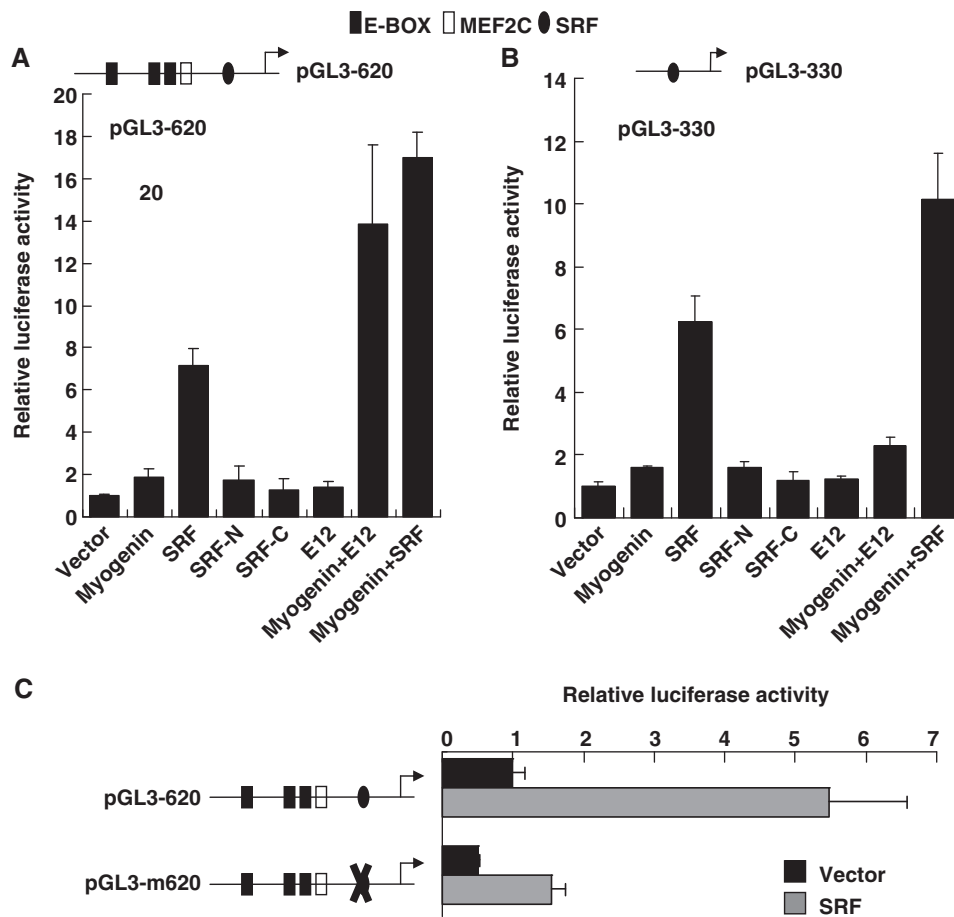 E-BOX MEF2C SRF
A
pGL3-620
pGL3-620
20
Relative luciferase activity
20
18
16
14
12
10
8
6
4
2
0
Vector
Myogenin
SRF
SRF-N
SRF-C
E12
Myogenin+E12
Myogenin+SRF
B
pGL3-330
pGL3-330
Relative luciferase activity
14
12
10
8
6
4
2
0
Vector
Myogenin
SRF
SRF-N
SRF-C
E12
Myogenin+E12
Myogenin+SRF
C
Relative luciferase activity
0 1 2 3 4 5 6 7
pGL3-620
pGL3-m620
Vector
SRF